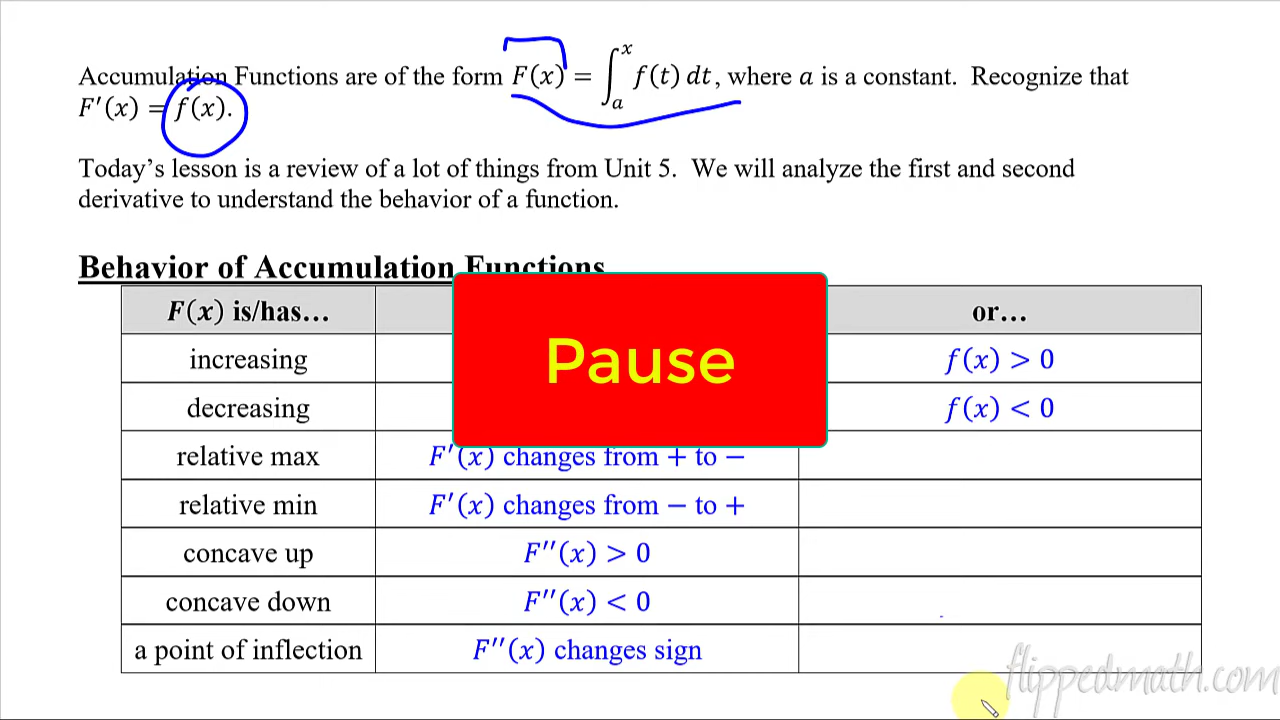 Accumulation Functions are of the form F(x) = ∫ₐˣ f(t) dt, where a is a constant. Recognize that
F′(x) = f(x).
Today's lesson is a review of a lot of things from Unit 5. We will analyze the first and second
derivative to understand the behavior of a function.
Behavior of Accumulation Functions
F(x) is/has… or…
Pause
increasing f(x) > 0
decreasing f(x) < 0
relative max F′(x) changes from + to −
relative min F′(x) changes from − to +
concave up F″(x) > 0
concave down F″(x) < 0
a point of inflection F″(x) changes sign
flippedmath.com